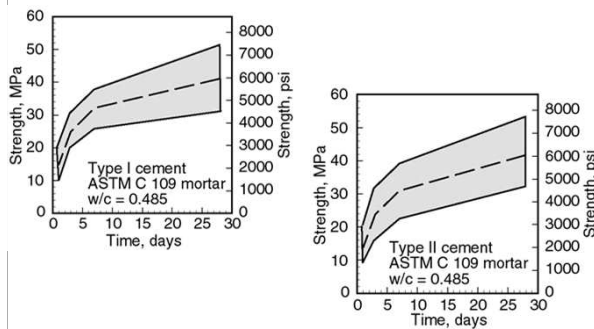 60
50
40
30
20
10
0
Strength, MPa
8000
7000
6000
5000
4000
3000
2000
1000
0
Strength, psi
Type I cement
ASTM C 109 mortar
w/c = 0.485
0 5 10 15 20 25 30
Time, days
60
50
40
30
20
10
0
Strength, MPa
8000
7000
6000
5000
4000
3000
2000
1000
0
Strength, psi
Type II cement
ASTM C 109 mortar
w/c = 0.485
0 5 10 15 20 25 30
Time, days